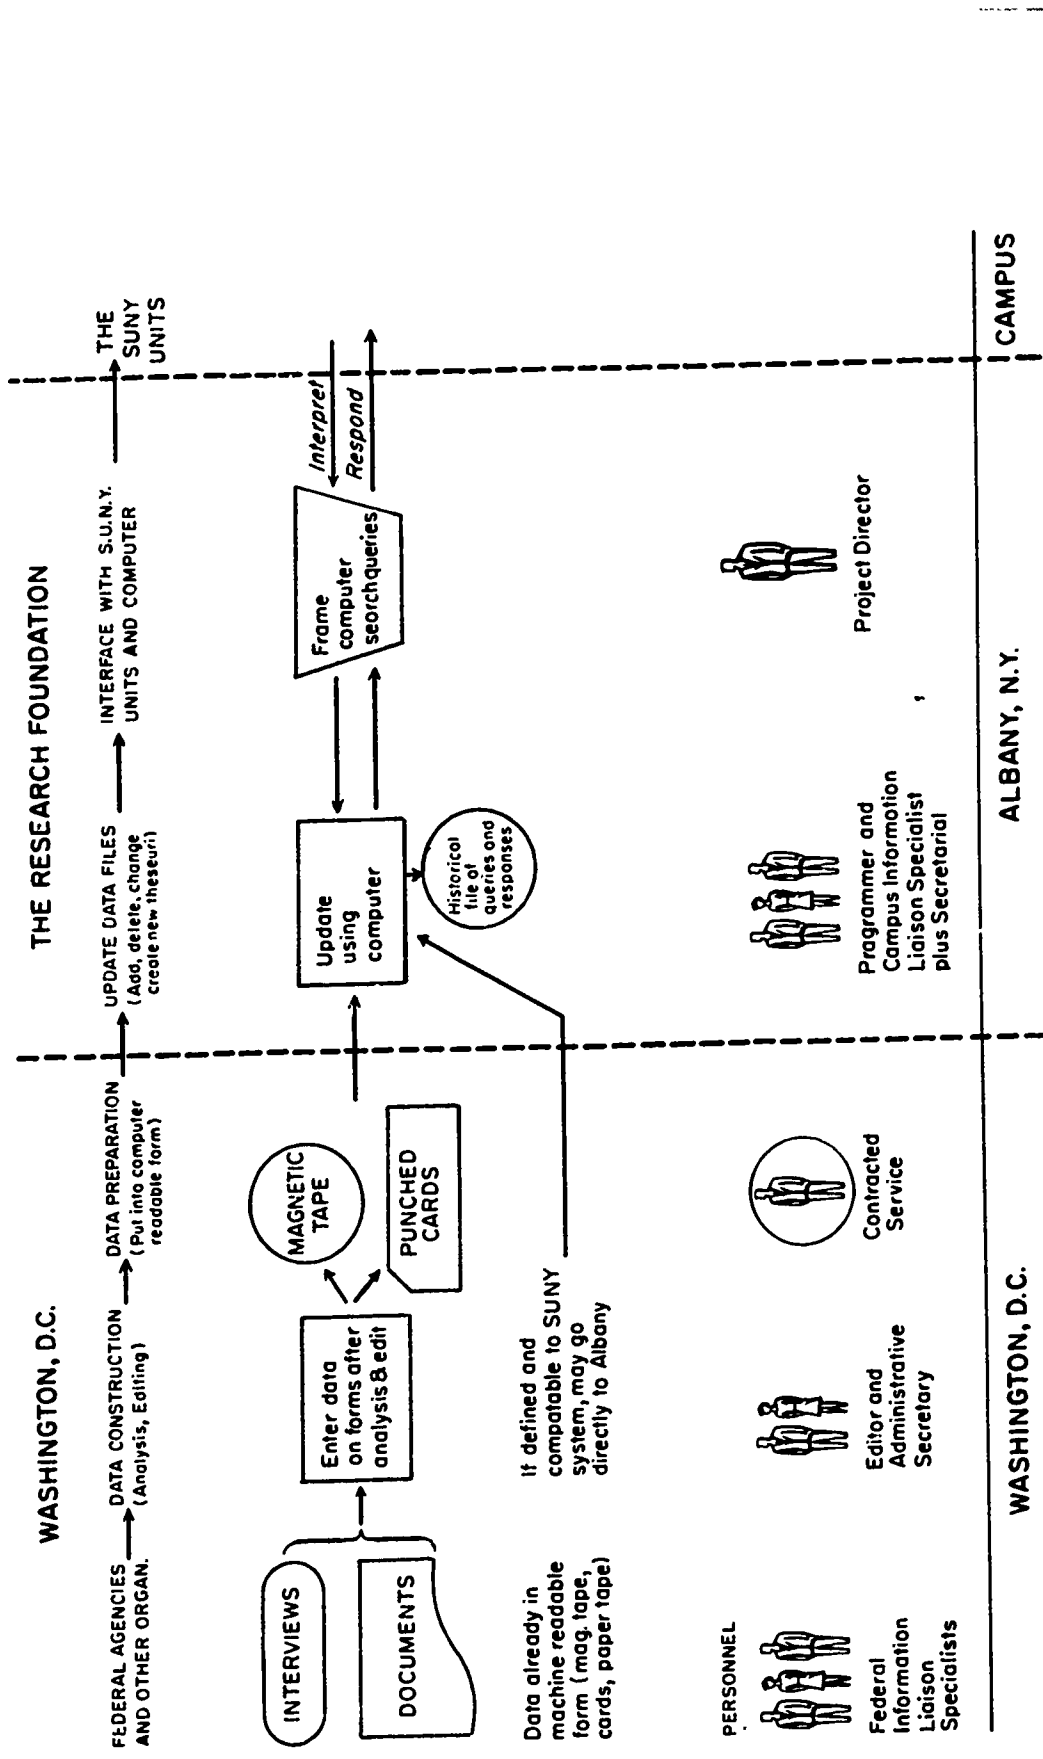 WASHINGTON, D.C.
THE RESEARCH FOUNDATION
FEDERAL AGENCIES
AND OTHER ORGAN.
DATA CONSTRUCTION
(Analysis, Editing)
DATA PREPARATION
(Put into computer
readable form)
UPDATE DATA FILES
(Add, delete, change
create new theseuri)
INTERFACE WITH S.U.N.Y.
UNITS AND COMPUTER
THE
SUNY
UNITS
INTERVIEWS
DOCUMENTS
Enter data
on forms after
analysis & edit
MAGNETIC
TAPE
PUNCHED
CARDS
Update
using
computer
Historical
file of
queries and
responses
Frame
computer
seorchqueries
Interpret
Respond
Data already in
machine readable
form (mag. tape,
cards, paper tape)
If defined and
compatable to SUNY
system, may go
directly to Albany
PERSONNEL
Federal
Information
Liaison
Specialists
Editor and
Administrative
Secretary
Contracted
Service
Pragrammer and
Campus Informotion
Liaison Specialist
plus Secretarial
Project Director
WASHINGTON, D.C.
ALBANY, N.Y.
CAMPUS